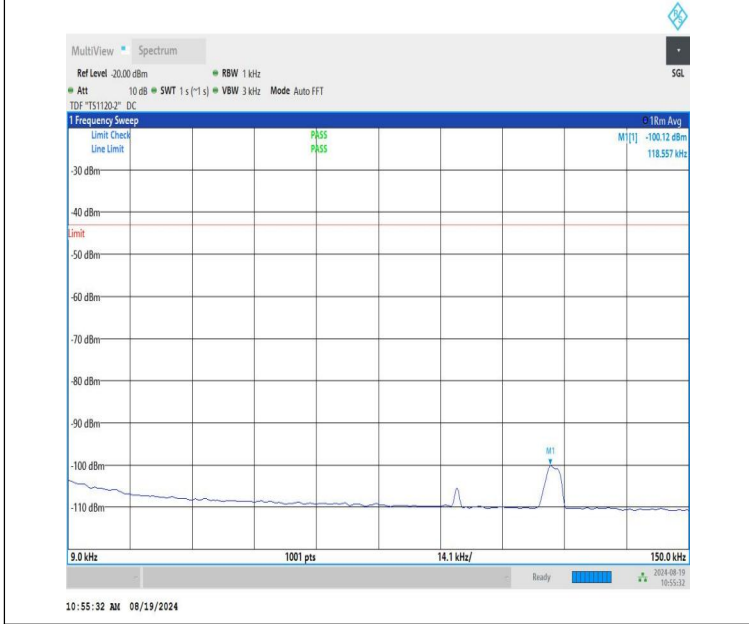 R S
MultiView Spectrum
Ref Level -20.00 dBm RBW 1 kHz SGL
Att 10 dB SWT 1 s (~1 s) VBW 3 kHz Mode Auto FFT
TDF "TS1120-2" DC
1 Frequency Sweep 1Rm Avg
Limit Check PASS M1[1] -100.12 dBm
Line Limit PASS 118.557 kHz
-30 dBm
-40 dBm
Limit
-50 dBm
-60 dBm
-70 dBm
-80 dBm
-90 dBm
M1
-100 dBm
-110 dBm
9.0 kHz 1001 pts 14.1 kHz/ 150.0 kHz
Ready 2024-08-19
10:55:32
10:55:32 AM 08/19/2024